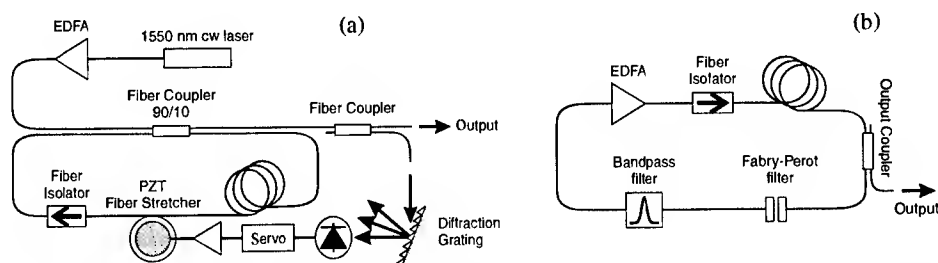 (a)
EDFA
1550 nm cw laser
Fiber Coupler
90/10
Fiber Coupler
Output
Fiber
Isolator
PZT
Fiber Stretcher
Servo
Diffraction
Grating
(b)
EDFA
Fiber
Isolator
Output Coupler
Bandpass
filter
Fabry-Perot
filter
Output